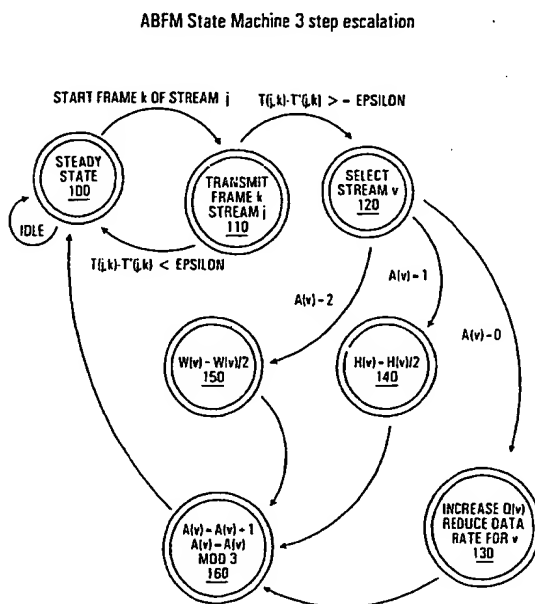 ABFM State Machine 3 step escalation
START FRAME k OF STREAM j
T(j,k)-T'(j,k) >- EPSILON
STEADY
STATE
100
TRANSMIT
FRAME k
STREAM j
110
SELECT
STREAM v
120
IDLE
T(j,k)-T'(j,k) < EPSILON
A(v)-2
A(v)-1
A(v)-0
W(v)-W(v)/2
150
H(v)-H(v)/2
140
A(v)-A(v)+1
A(v)-A(v)
MOD 3
160
INCREASE Q(v)
REDUCE DATA
RATE FOR v
130